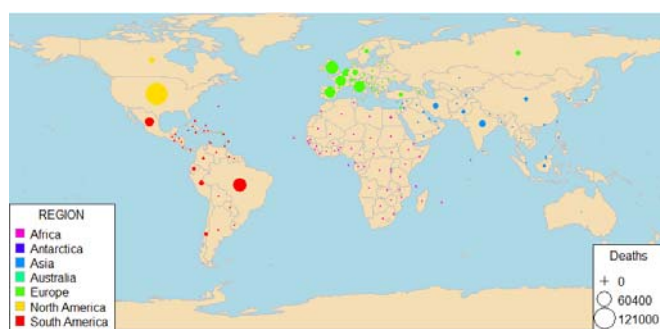 REGION
Africa
Antarctica
Asia
Australia
Europe
North America
South America
Deaths
0
60400
121000